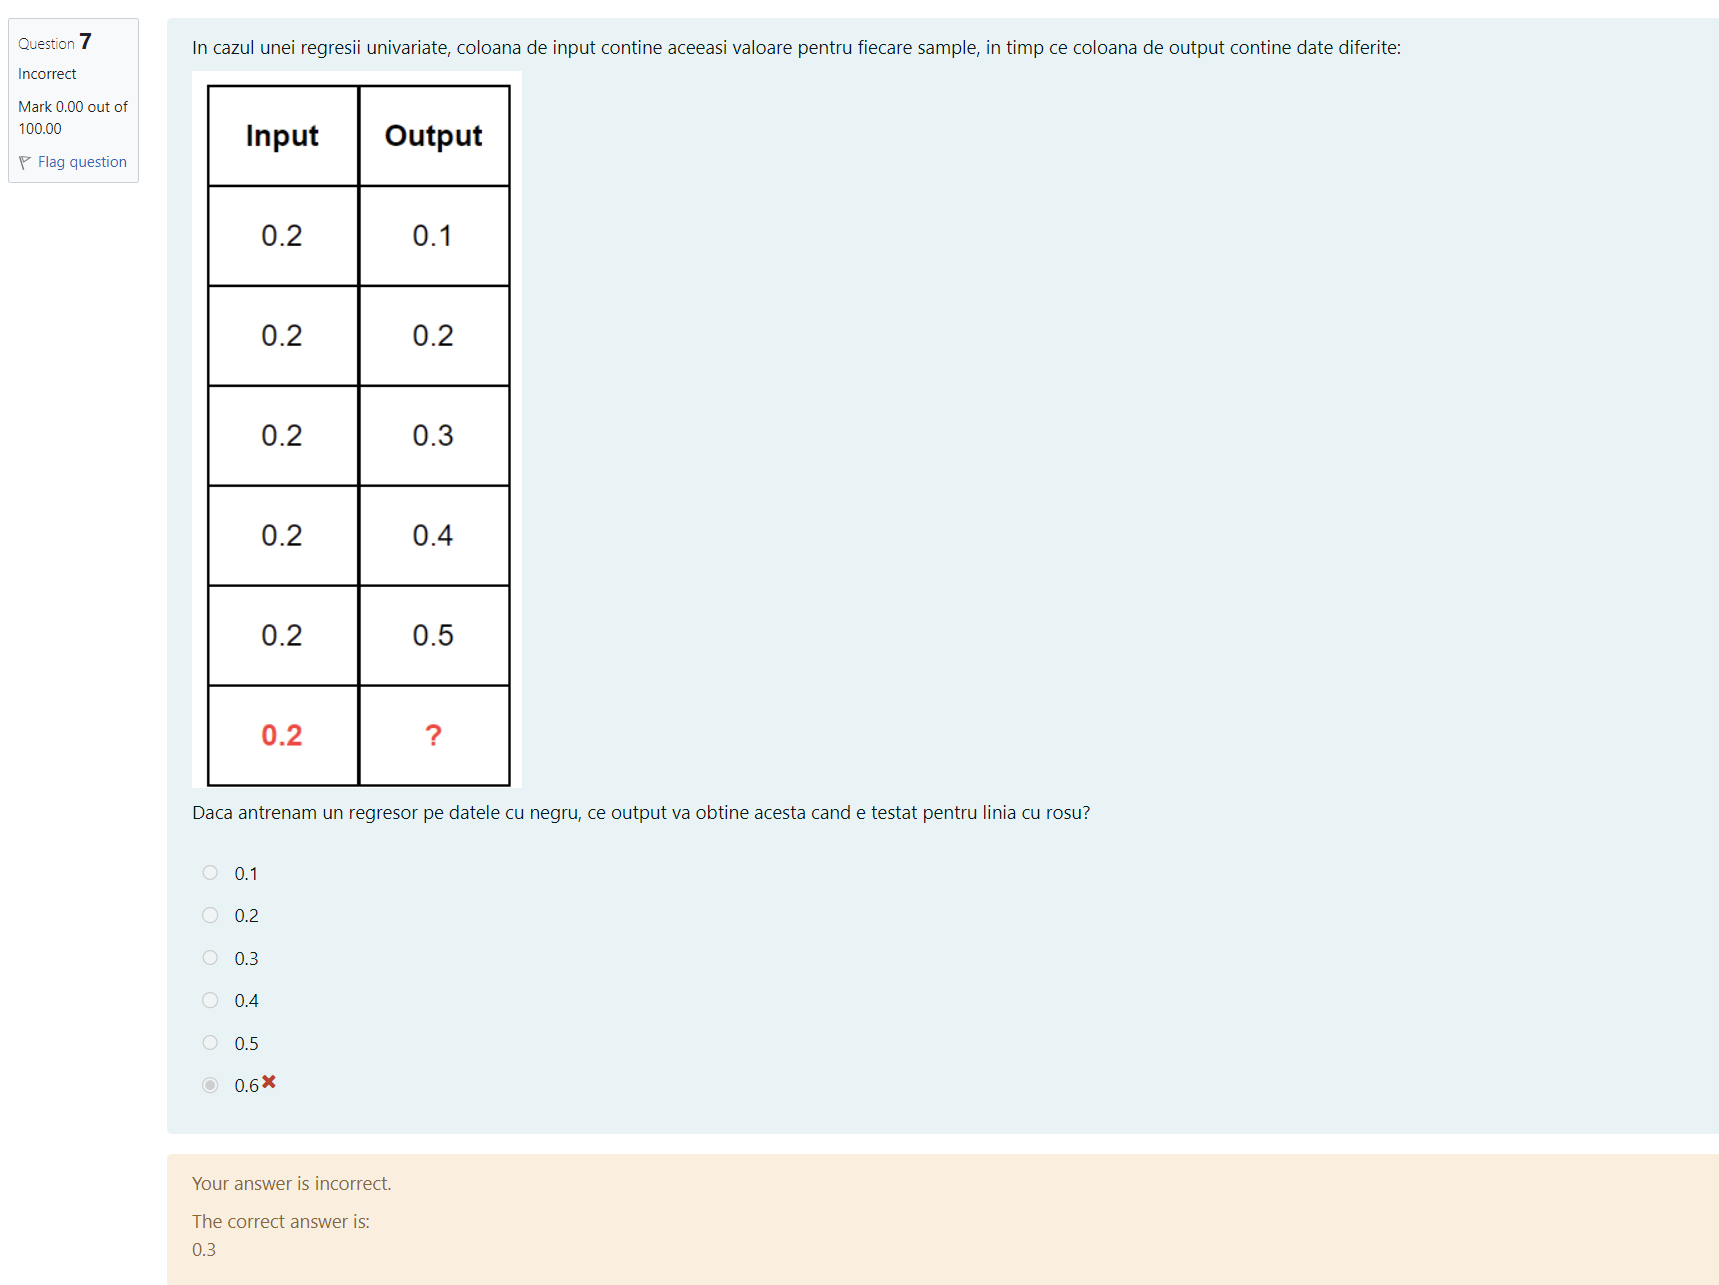 Question 7
Incorrect
Mark 0.00 out of
100.00
Flag question
In cazul unei regresii univariate, coloana de input contine aceeasi valoare pentru fiecare sample, in timp ce coloana de output contine date diferite:
Input Output
0.2 0.1
0.2 0.2
0.2 0.3
0.2 0.4
0.2 0.5
0.2 ?
Daca antrenam un regresor pe datele cu negru, ce output va obtine acesta cand e testat pentru linia cu rosu?
0.1
0.2
0.3
0.4
0.5
0.6
Your answer is incorrect.
The correct answer is:
0.3